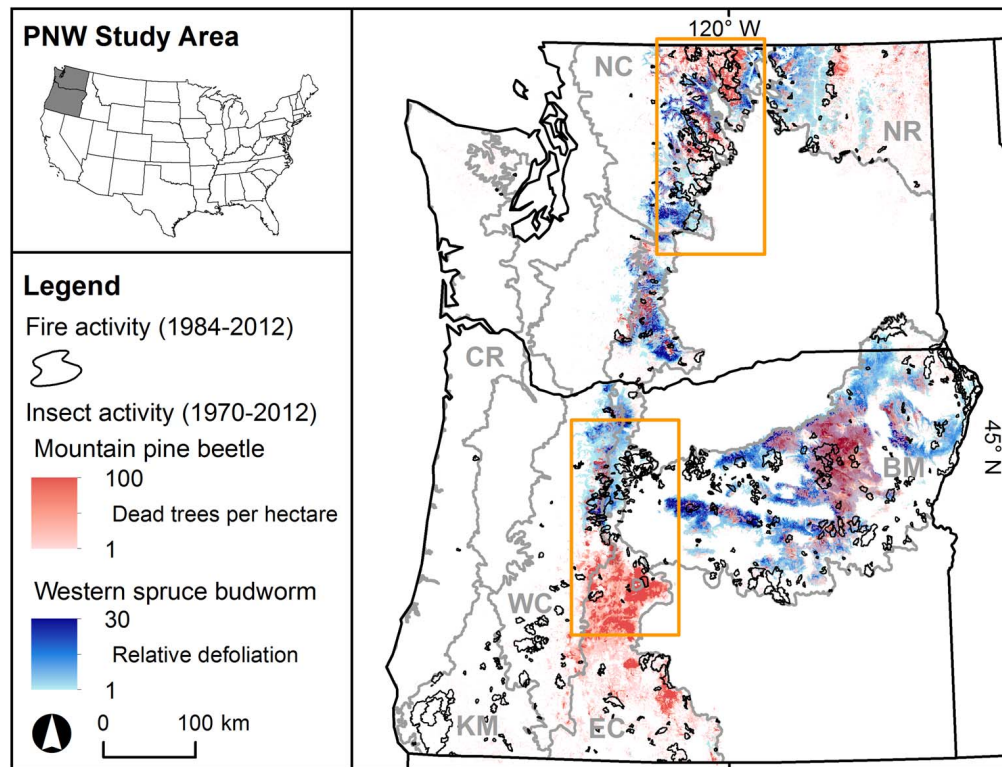 PNW Study Area
Legend
Fire activity (1984-2012)
Insect activity (1970-2012)
Mountain pine beetle
100
Dead trees per hectare
1
Western spruce budworm
30
Relative defoliation
1
0 100 km
120° W
NC
NR
CR
45° N
BM
WC
KM
EC